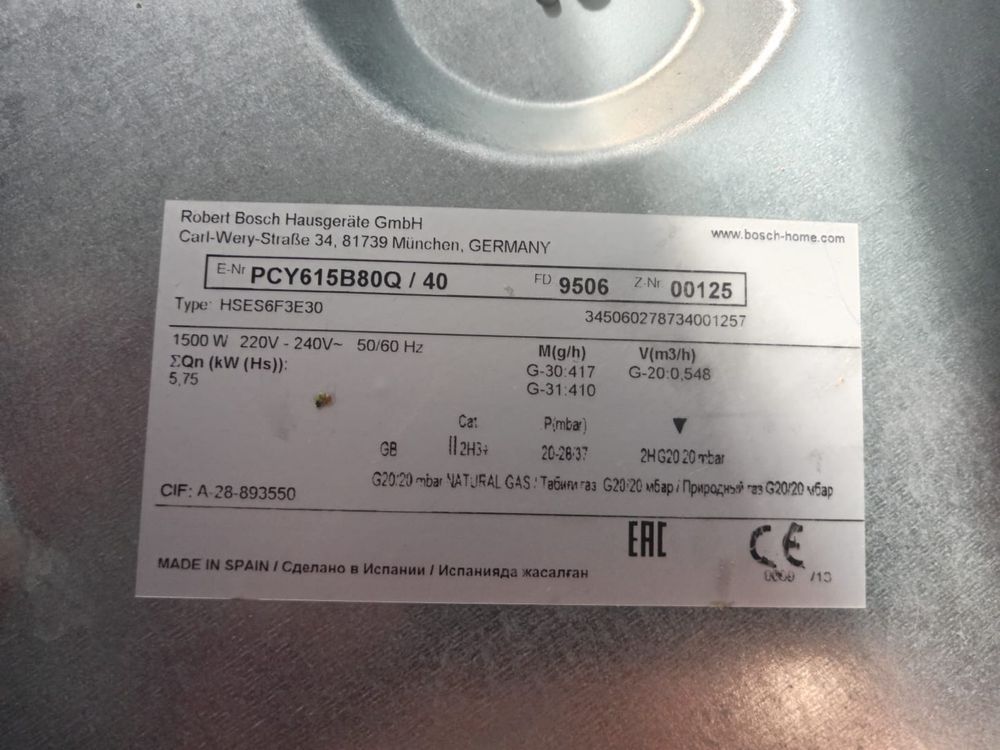 Robert Bosch Hausgeräte GmbH
Carl-Wery-Straße 34, 81739 München, GERMANY
www.bosch-home.com
E-Nr PCY615B80Q / 40 FD 9506 Z-Nr 00125
Type: HSES6F3E30
345060278734001257
1500 W 220V - 240V~ 50/60 Hz
ΣQn (kW (Hs)):
5,75
M(g/h) V(m3/h)
G-30:417 G-20:0,548
G-31:410
Cat P(mbar) ▼
GB II2H3+ 20-28/37 2H G20 20 mbar
G20/20 mbar NATURAL GAS / Табиғи газ G20/20 мбар / Природный газ G20/20 мбар
CIF: A-28-893550
EAC CE
/13
MADE IN SPAIN / Сделано в Испании / Испанияда жасалған